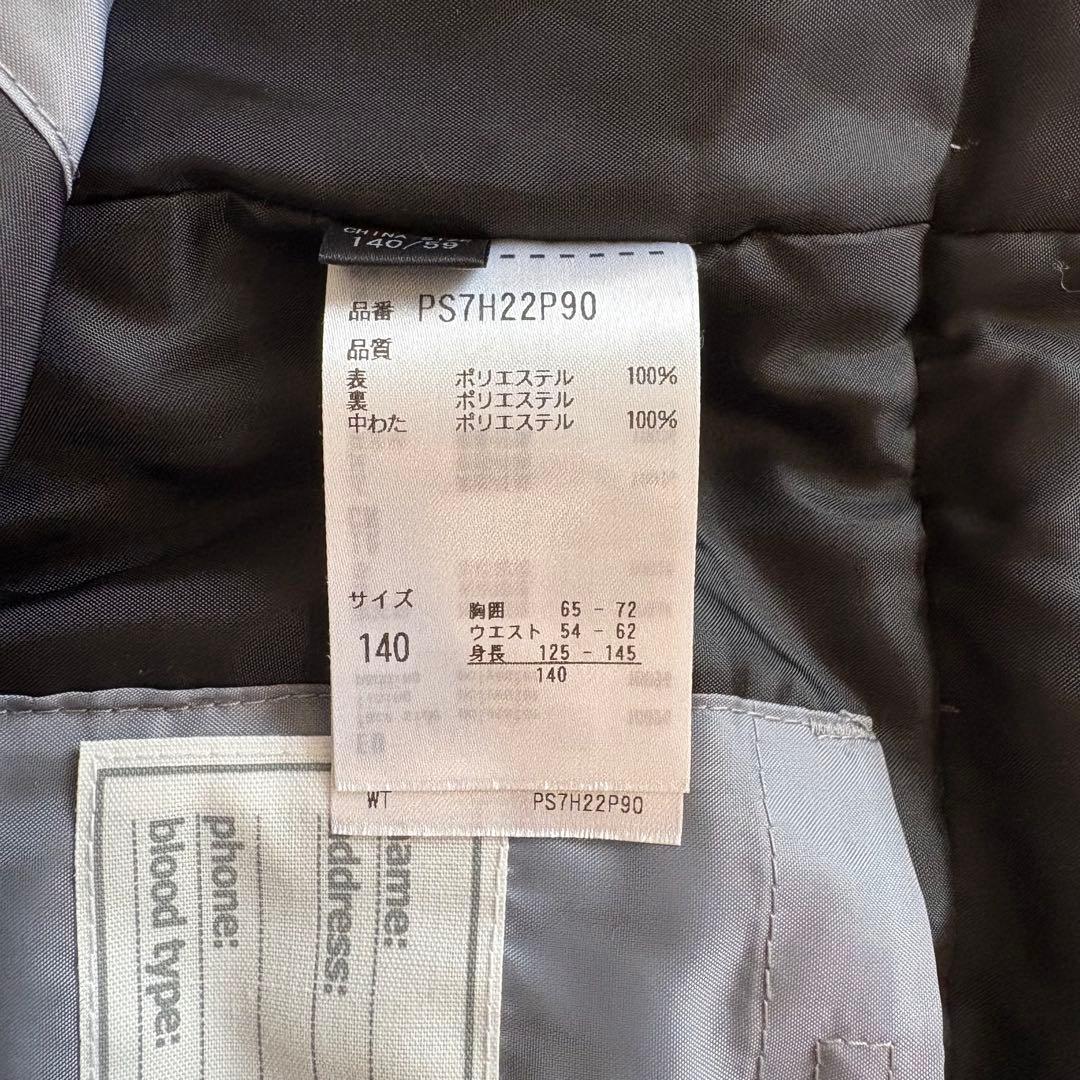 CHINA SIZE
140/59
品番 PS7H22P90
品質
表 ポリエステル 100%
裏 ポリエステル
中わた ポリエステル 100%
サイズ
140
胸囲 65 - 72
ウエスト 54 - 62
身長 125 - 145
140
WT PS7H22P90
name:
address:
phone:
blood type: